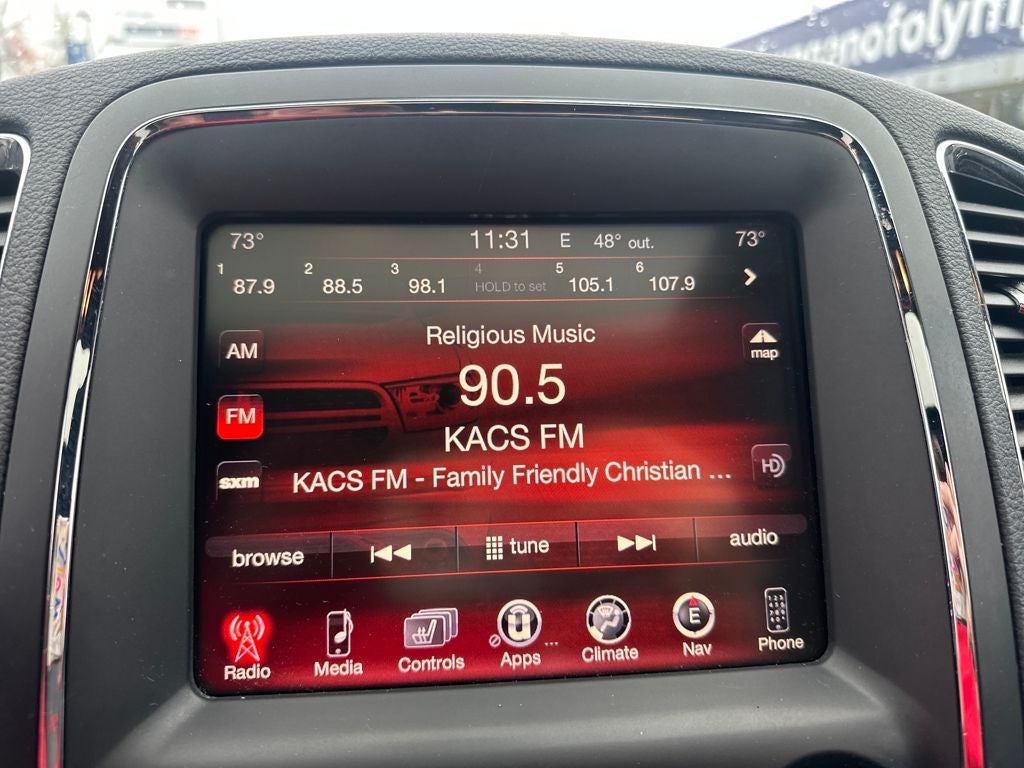 73° 11:31 E 48° out. 73°
1 87.9 2 88.5 3 98.1 4 HOLD to set 5 105.1 6 107.9
Religious Music
AM
map
90.5
FM
KACS FM
HD
sxm
KACS FM - Family Friendly Christian ...
browse tune audio
E
Radio Media Controls Apps ... Climate Nav Phone